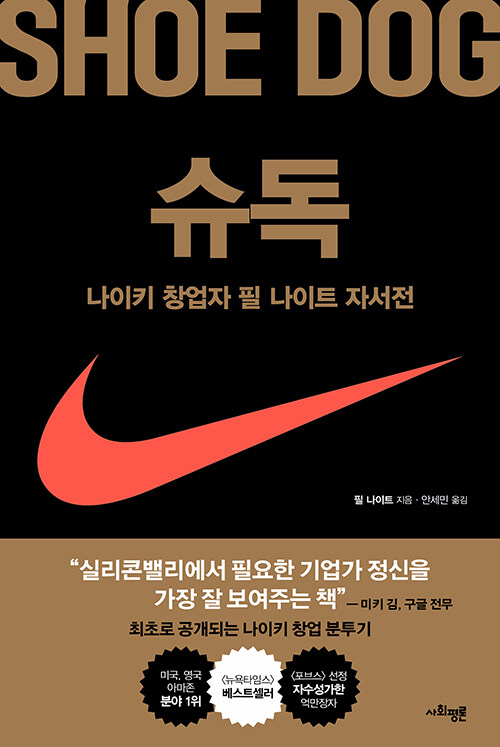 SHOE DOG
슈독
나이키 창업자 필 나이트 자서전
필 나이트 지음 · 안세민 옮김
“실리콘밸리에서 필요한 기업가 정신을
가장 잘 보여주는 책” — 미키 김, 구글 전무
최초로 공개되는 나이키 창업 분투기
미국, 영국
아마존
분야 1위
〈뉴욕타임스〉
베스트셀러
〈포브스〉 선정
자수성가한
억만장자
사회평론